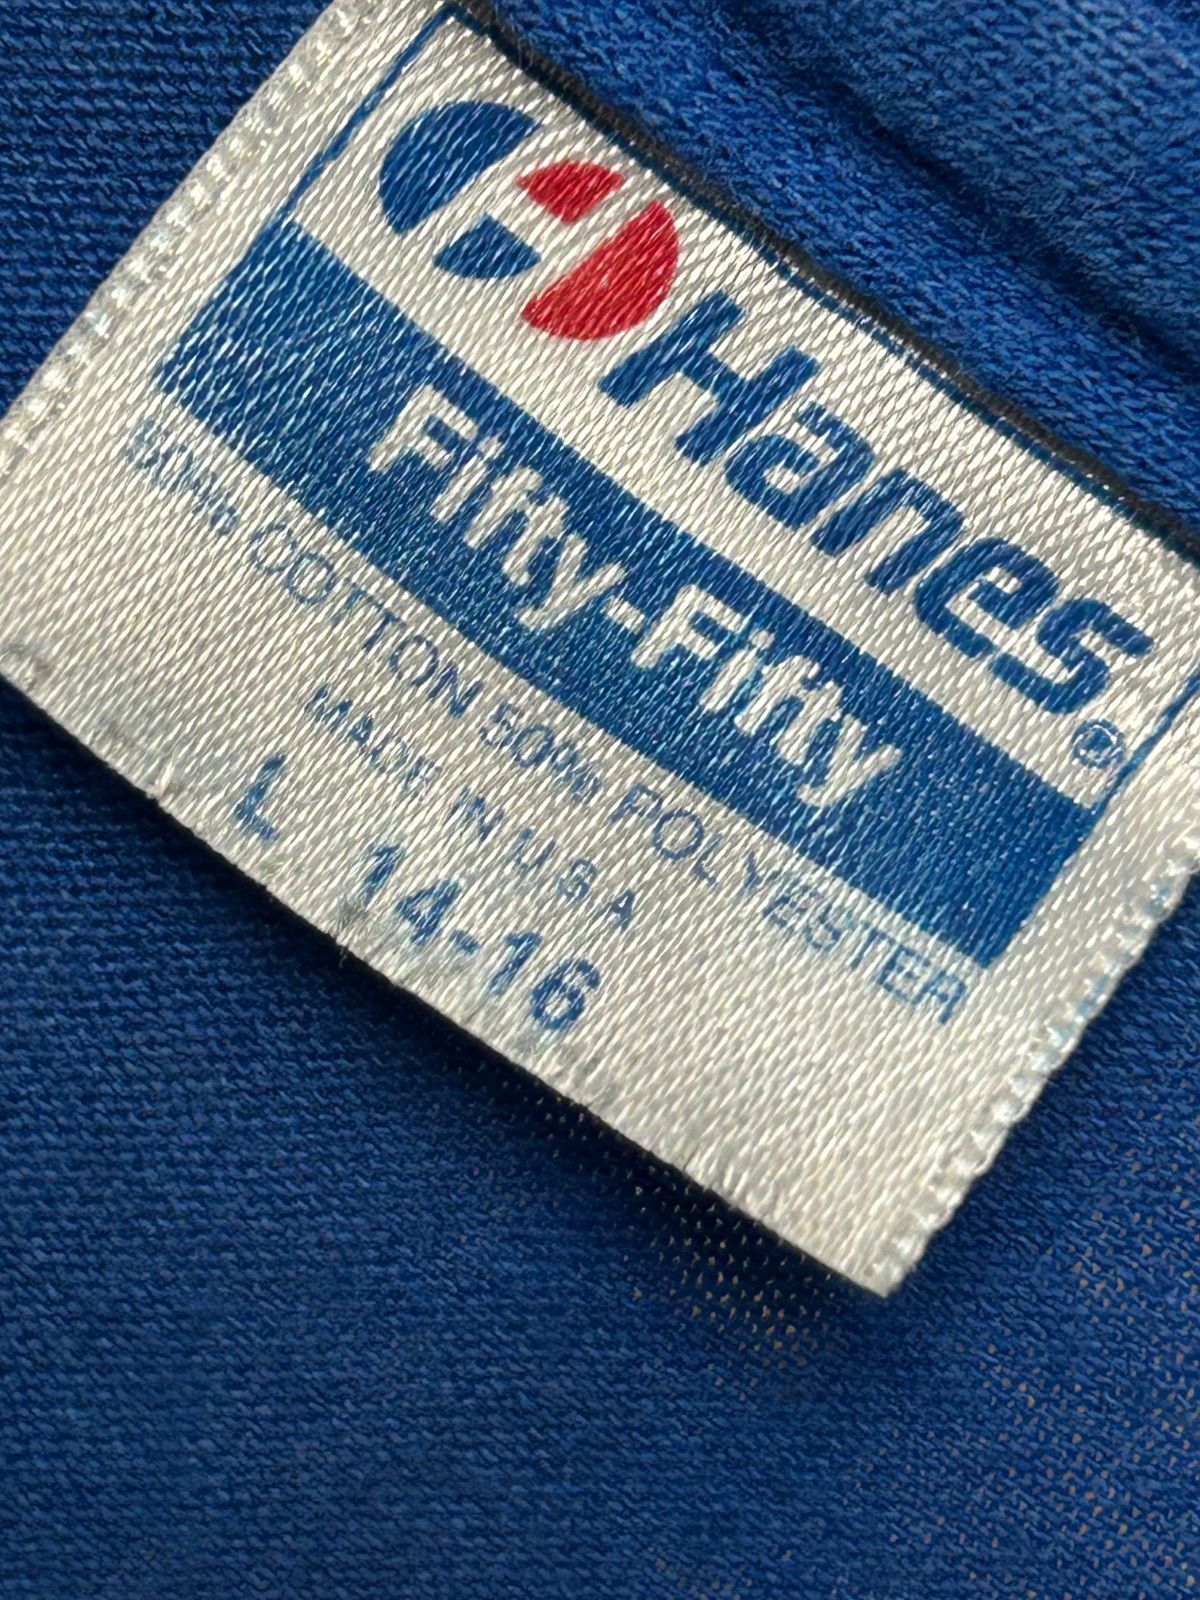 Hanes®
Fifty-Fifty
50% COTTON 50% POLYESTER
MADE IN U S A
L 14-16